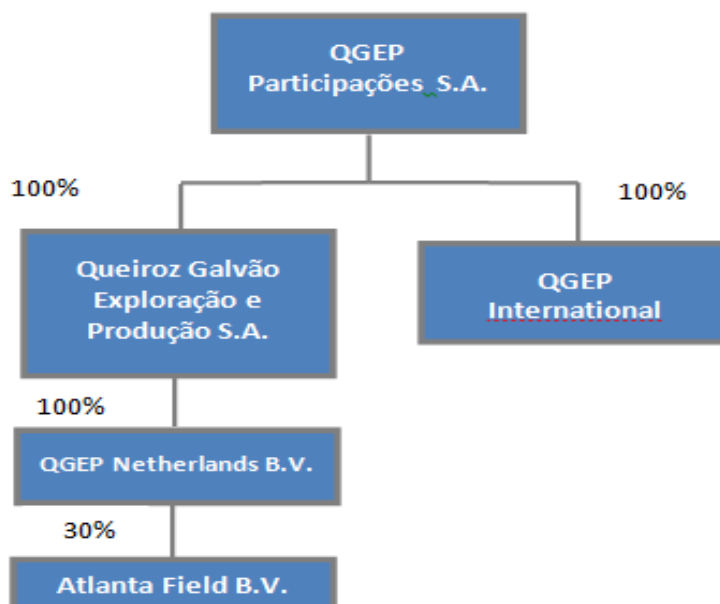 QGEP
Participações S.A.
100%
100%
Queiroz Galvão
Exploração e
Produção S.A.
QGEP
International
100%
QGEP Netherlands B.V.
30%
Atlanta Field B.V.